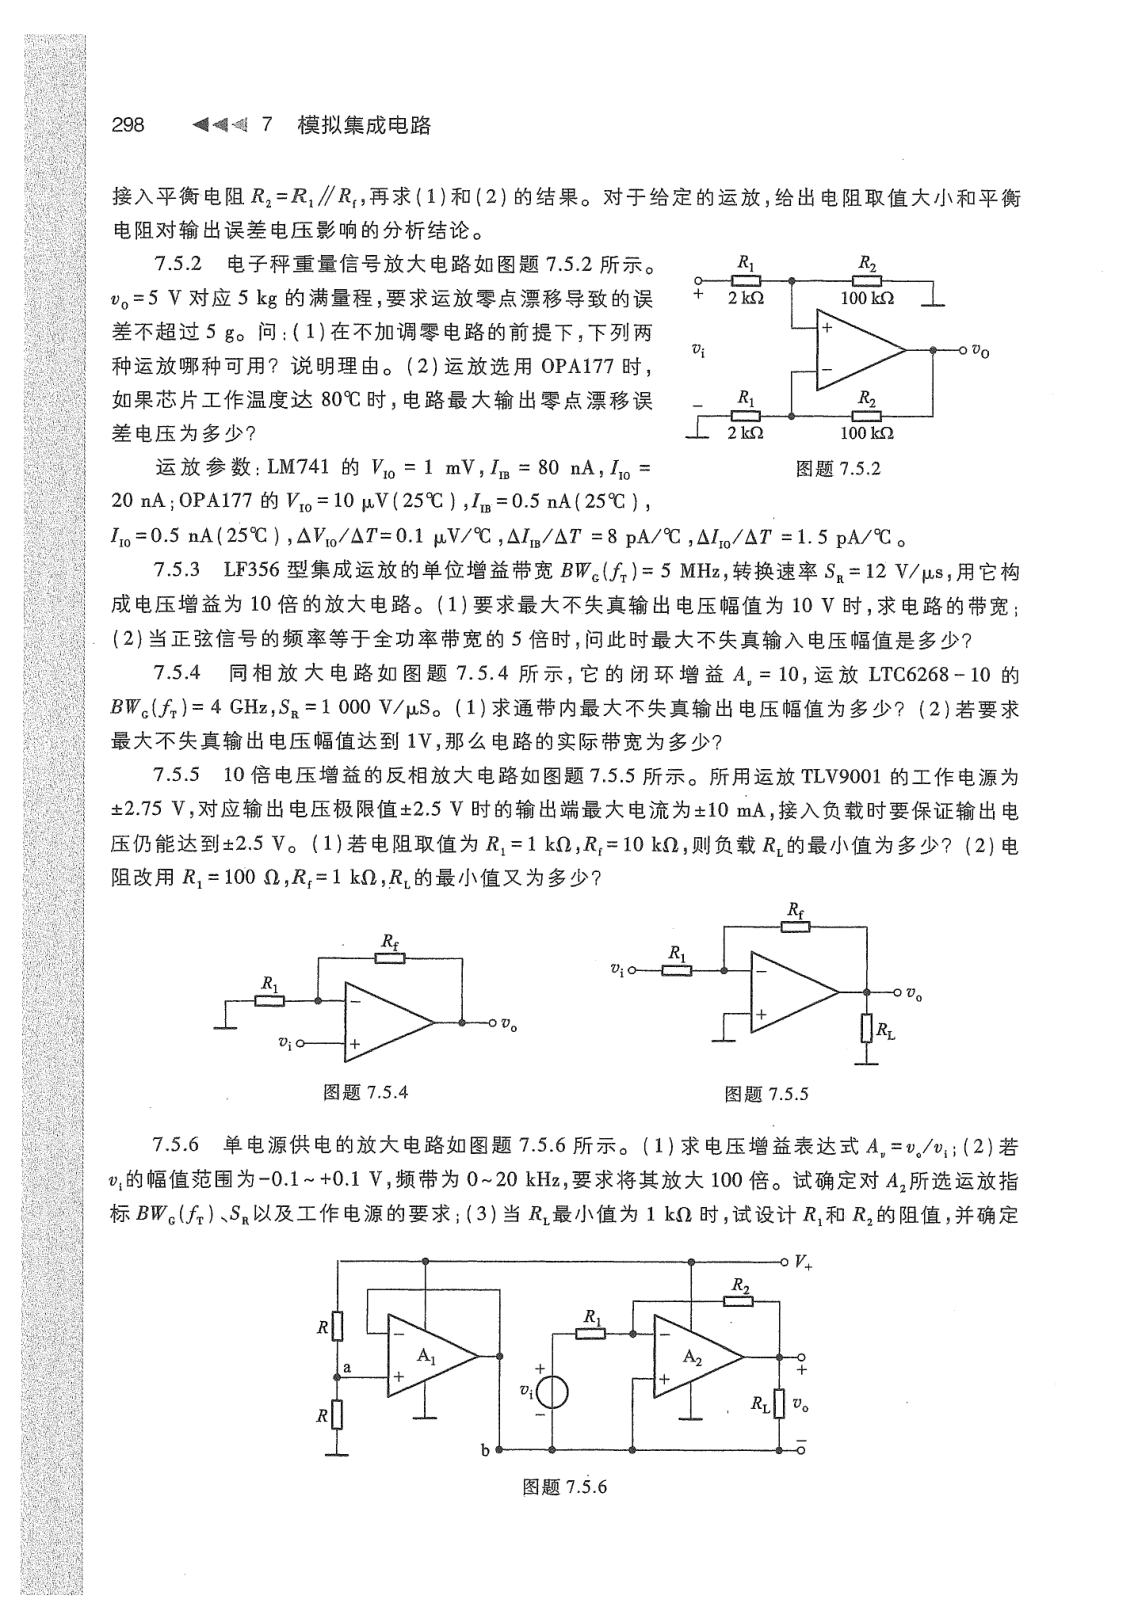 298 7 模拟集成电路
接入平衡电阻 R₂=R₁∥R_f,再求(1)和(2)的结果。对于给定的运放,给出电阻取值大小和平衡
电阻对输出误差电压影响的分析结论。
7.5.2 电子秤重量信号放大电路如图题 7.5.2 所示。
v_o=5 V 对应 5 kg 的满量程,要求运放零点漂移导致的误
差不超过 5 g。问:(1)在不加调零电路的前提下,下列两
种运放哪种可用? 说明理由。(2)运放选用 OPA177 时,
如果芯片工作温度达 80℃时,电路最大输出零点漂移误
差电压为多少?
运放参数:LM741 的 V_IO = 1 mV,I_IB = 80 nA,I_IO =
20 nA;OPA177 的 V_IO=10 μV(25℃),I_IB=0.5 nA(25℃),
I_IO=0.5 nA(25℃),ΔV_IO/ΔT=0.1 μV/℃,ΔI_IB/ΔT=8 pA/℃,ΔI_IO/ΔT=1.5 pA/℃。
R₁
2 kΩ
R₂
100 kΩ
+
v_i
−
+
−
v_O
R₁
2 kΩ
R₂
100 kΩ
图题 7.5.2
7.5.3 LF356 型集成运放的单位增益带宽 BW_G(f_T)= 5 MHz,转换速率 S_R=12 V/μs,用它构
成电压增益为 10 倍的放大电路。(1)要求最大不失真输出电压幅值为 10 V 时,求电路的带宽;
(2)当正弦信号的频率等于全功率带宽的 5 倍时,问此时最大不失真输入电压幅值是多少?
7.5.4 同相放大电路如图题 7.5.4 所示,它的闭环增益 A_v = 10,运放 LTC6268-10 的
BW_G(f_T)= 4 GHz,S_R=1 000 V/μS。(1)求通带内最大不失真输出电压幅值为多少? (2)若要求
最大不失真输出电压幅值达到 1V,那么电路的实际带宽为多少?
7.5.5 10 倍电压增益的反相放大电路如图题 7.5.5 所示。所用运放 TLV9001 的工作电源为
±2.75 V,对应输出电压极限值±2.5 V 时的输出端最大电流为±10 mA,接入负载时要保证输出电
压仍能达到±2.5 V。(1)若电阻取值为 R₁=1 kΩ,R_f=10 kΩ,则负载 R_L的最小值为多少? (2)电
阻改用 R₁=100 Ω,R_f=1 kΩ,R_L的最小值又为多少?
R_f
R₁
−
+
v_i
v_o
图题 7.5.4
R_f
R₁
v_i
−
+
v_o
R_L
图题 7.5.5
7.5.6 单电源供电的放大电路如图题 7.5.6 所示。(1)求电压增益表达式 A_v=v_o/v_i;(2)若
v_i的幅值范围为-0.1~+0.1 V,频带为 0~20 kHz,要求将其放大 100 倍。试确定对 A₂所选运放指
标 BW_G(f_T)、S_R以及工作电源的要求;(3)当 R_L最小值为 1 kΩ 时,试设计 R₁和 R₂的阻值,并确定
V₊
R₂
R₁
R
−
A₁
+
a
R
+
v_i
−
−
A₂
+
+
R_L
v_o
−
b
图题 7.5.6